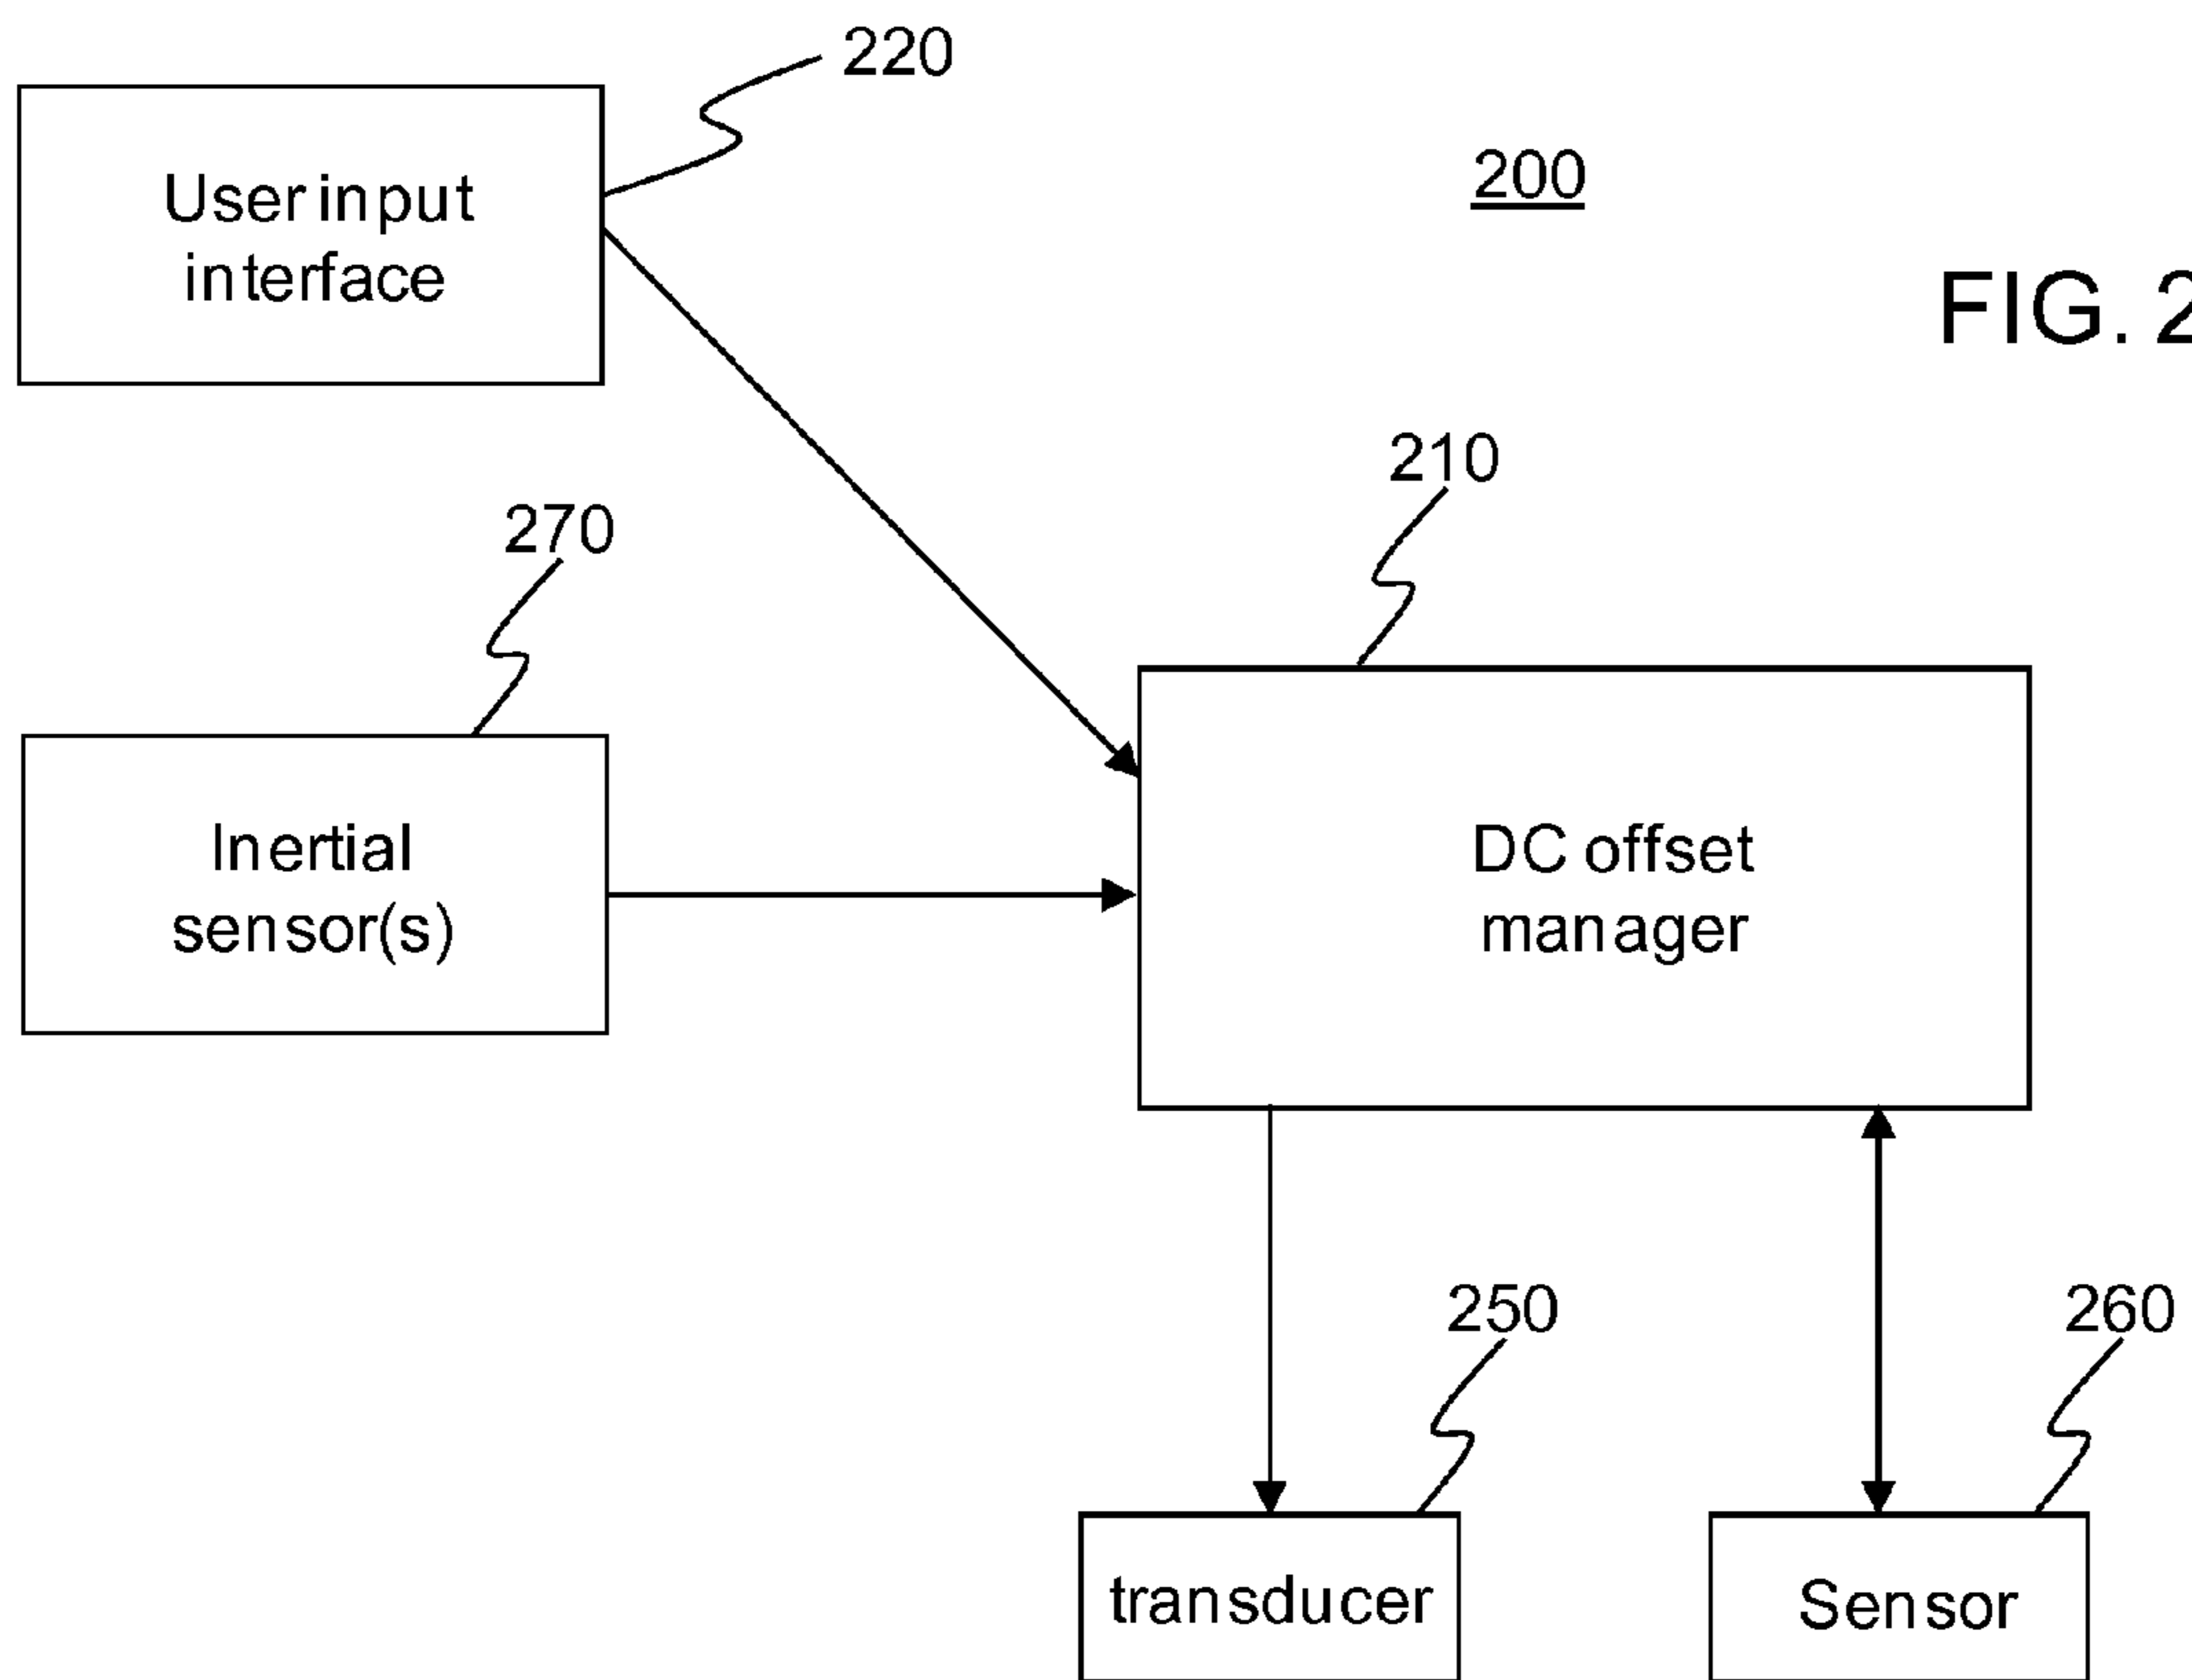 220
User input
interface
200
FIG. 2
210
270
Inertial
sensor(s)
DC offset
manager
250
260
transducer
Sensor